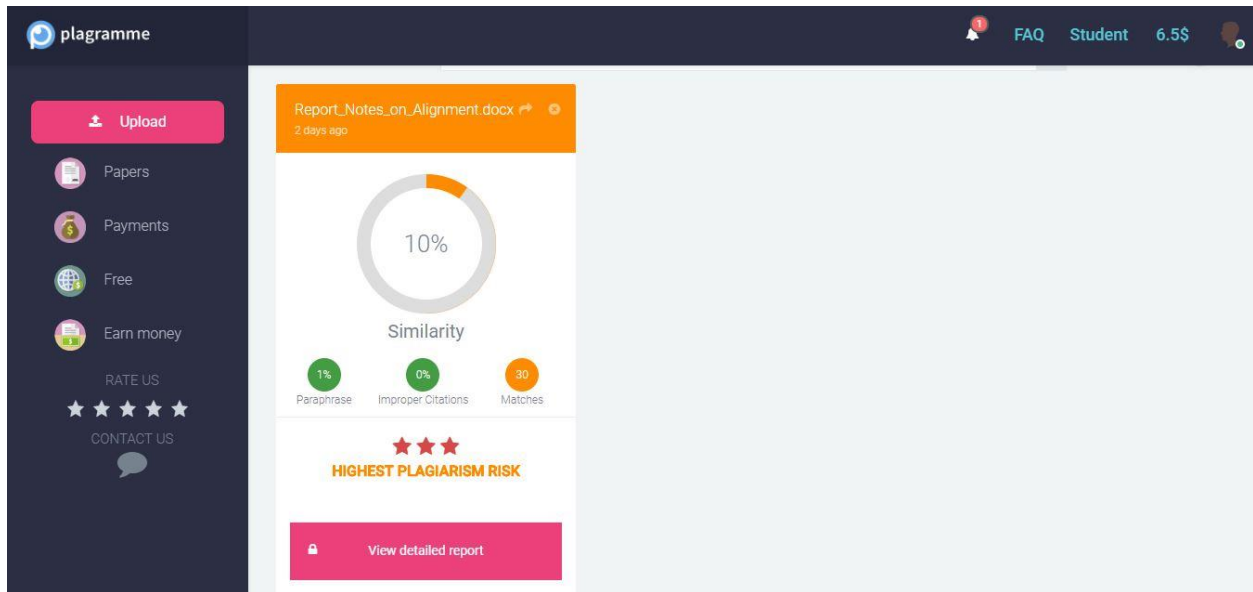 plagramme
1
FAQ
Student
6.5$
Upload
Papers
Payments
Free
Earn money
RATE US
CONTACT US
Report_Notes_on_Alignment.docx
2 days ago
10%
Similarity
1%
Paraphrase
0%
Improper Citations
30
Matches
HIGHEST PLAGIARISM RISK
View detailed report